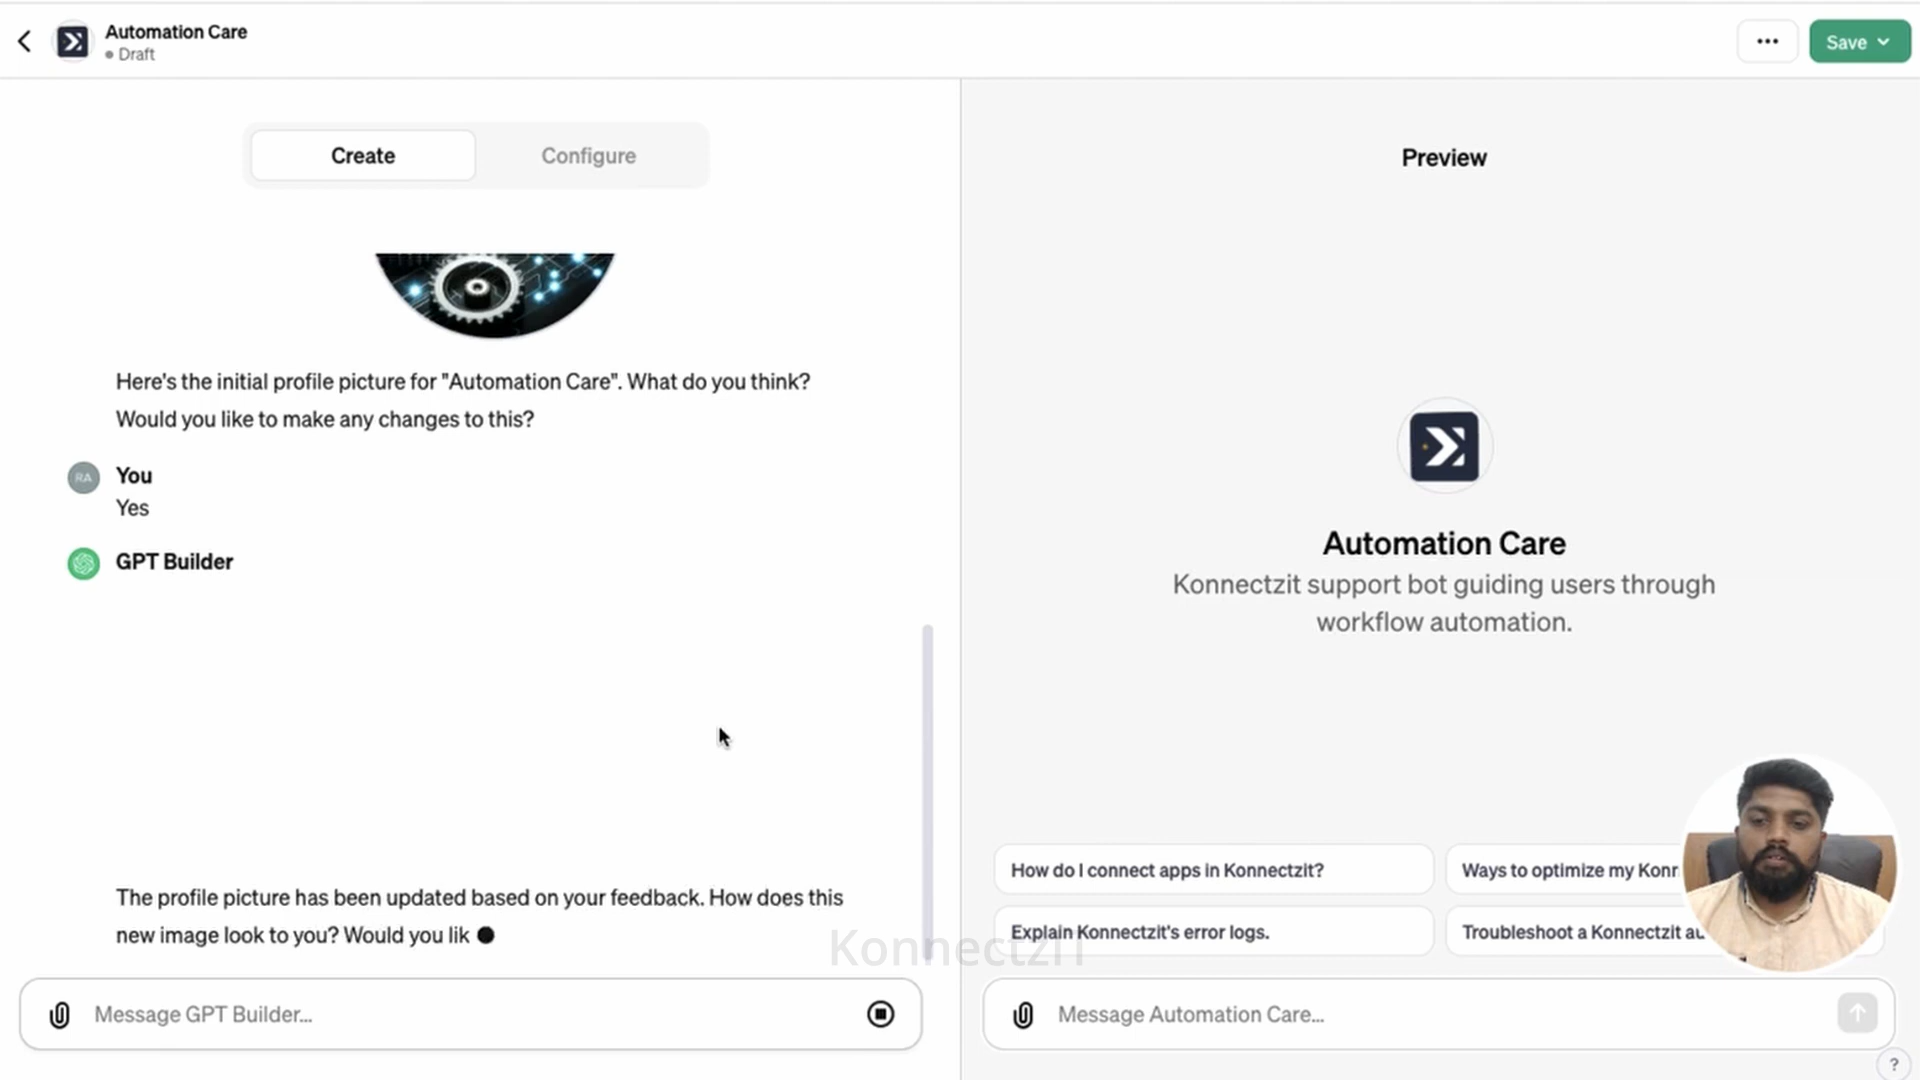 Automation Care
Draft
Save
Create
Configure
Preview
Here's the initial profile picture for "Automation Care". What do you think?
Would you like to make any changes to this?
RA
You
Yes
GPT Builder
The profile picture has been updated based on your feedback. How does this
new image look to you? Would you lik
Message GPT Builder...
Automation Care
Konnectzit support bot guiding users through
workflow automation.
How do I connect apps in Konnectzit?
Ways to optimize my Konr
Explain Konnectzit's error logs.
Troubleshoot a Konnectzit au
KonnectzIT
Message Automation Care...
?